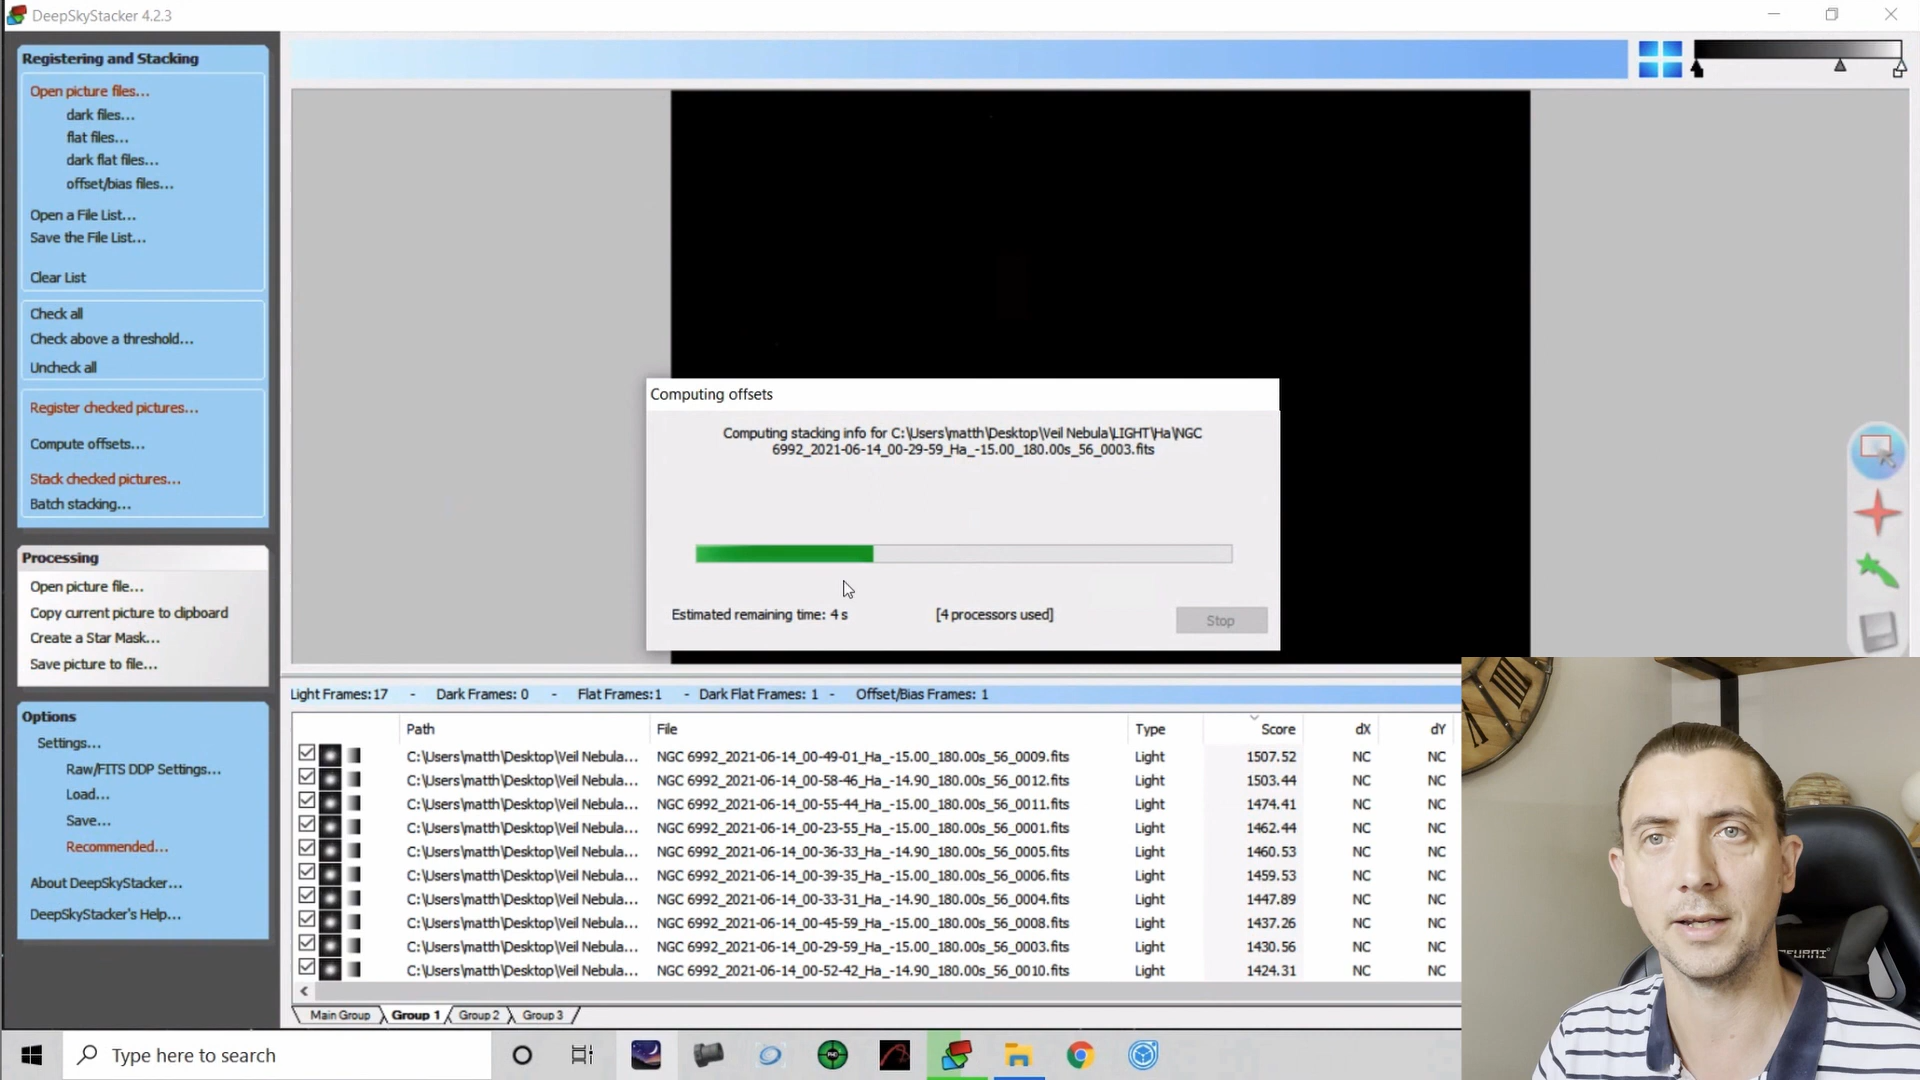 DeepSkyStacker 4.2.3
Registering and Stacking
Open picture files...
dark files...
flat files...
dark flat files...
offset/bias files...
Open a File List...
Save the File List...
Clear List
Check all
Check above a threshold...
Uncheck all
Register checked pictures...
Compute offsets...
Stack checked pictures...
Batch stacking...
Processing
Open picture file...
Copy current picture to clipboard
Create a Star Mask...
Save picture to file...
Options
Settings...
Raw/FITS DDP Settings...
Load...
Save...
Recommended...
About DeepSkyStacker...
DeepSkyStacker's Help...
Computing offsets
Computing stacking info for C:\Users\matth\Desktop\Veil Nebula\LIGHT\Ha\NGC
6992_2021-06-14_00-29-59_Ha_-15.00_180.00s_56_0003.fits
Estimated remaining time: 4 s [4 processors used] Stop
Light Frames:17 - Dark Frames: 0 - Flat Frames:1 - Dark Flat Frames: 1 - Offset/Bias Frames: 1
Path File Type Score dX dY
C:\Users\matth\Desktop\Veil Nebula... NGC 6992_2021-06-14_00-49-01_Ha_-15.00_180.00s_56_0009.fits Light 1507.52 NC NC
C:\Users\matth\Desktop\Veil Nebula... NGC 6992_2021-06-14_00-58-46_Ha_-14.90_180.00s_56_0012.fits Light 1503.44 NC NC
C:\Users\matth\Desktop\Veil Nebula... NGC 6992_2021-06-14_00-55-44_Ha_-15.00_180.00s_56_0011.fits Light 1474.41 NC NC
C:\Users\matth\Desktop\Veil Nebula... NGC 6992_2021-06-14_00-23-55_Ha_-15.00_180.00s_56_0001.fits Light 1462.44 NC NC
C:\Users\matth\Desktop\Veil Nebula... NGC 6992_2021-06-14_00-36-33_Ha_-14.90_180.00s_56_0005.fits Light 1460.53 NC NC
C:\Users\matth\Desktop\Veil Nebula... NGC 6992_2021-06-14_00-39-35_Ha_-15.00_180.00s_56_0006.fits Light 1459.53 NC NC
C:\Users\matth\Desktop\Veil Nebula... NGC 6992_2021-06-14_00-33-31_Ha_-14.90_180.00s_56_0004.fits Light 1447.89 NC NC
C:\Users\matth\Desktop\Veil Nebula... NGC 6992_2021-06-14_00-45-59_Ha_-15.00_180.00s_56_0008.fits Light 1437.26 NC NC
C:\Users\matth\Desktop\Veil Nebula... NGC 6992_2021-06-14_00-29-59_Ha_-15.00_180.00s_56_0003.fits Light 1430.56 NC NC
C:\Users\matth\Desktop\Veil Nebula... NGC 6992_2021-06-14_00-52-42_Ha_-14.90_180.00s_56_0010.fits Light 1424.31 NC NC
Main Group Group 1 Group 2 Group 3
Type here to search